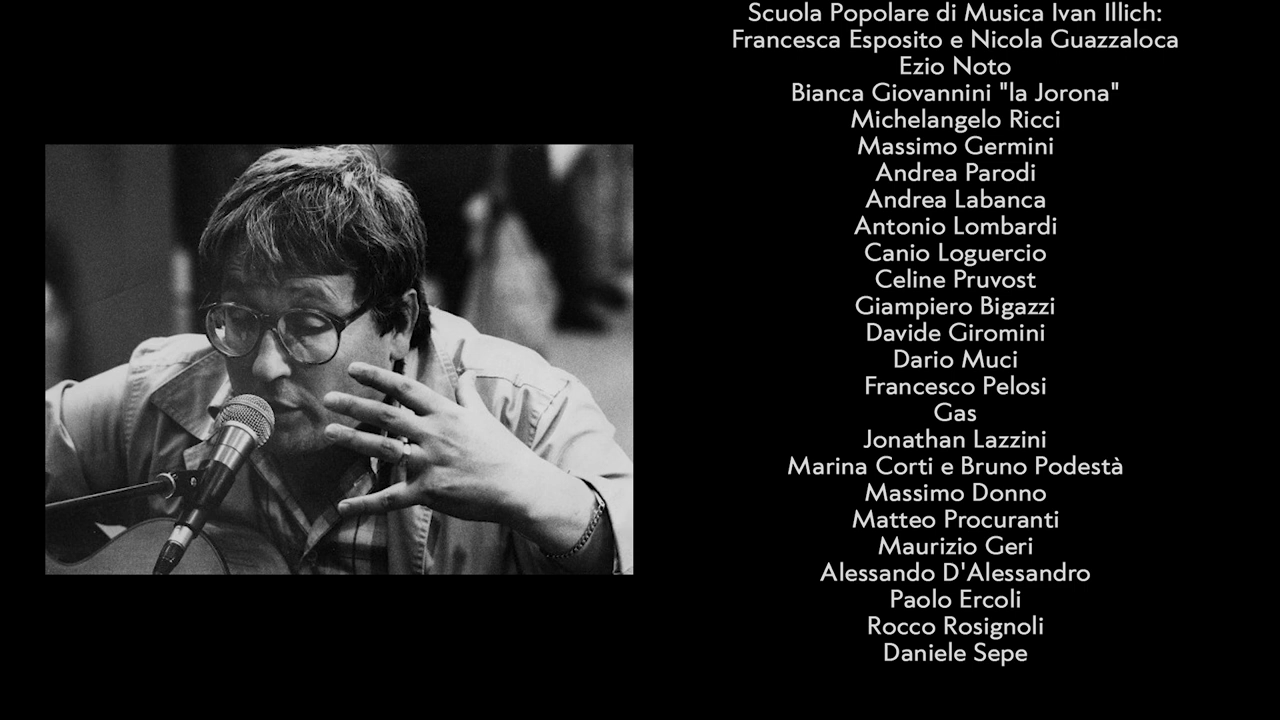 Scuola Popolare di Musica Ivan Illich:
Francesca Esposito e Nicola Guazzaloca
Ezio Noto
Bianca Giovannini "la Jorona"
Michelangelo Ricci
Massimo Germini
Andrea Parodi
Andrea Labanca
Antonio Lombardi
Canio Loguercio
Celine Pruvost
Giampiero Bigazzi
Davide Giromini
Dario Muci
Francesco Pelosi
Gas
Jonathan Lazzini
Marina Corti e Bruno Podestà
Massimo Donno
Matteo Procuranti
Maurizio Geri
Alessando D'Alessandro
Paolo Ercoli
Rocco Rosignoli
Daniele Sepe